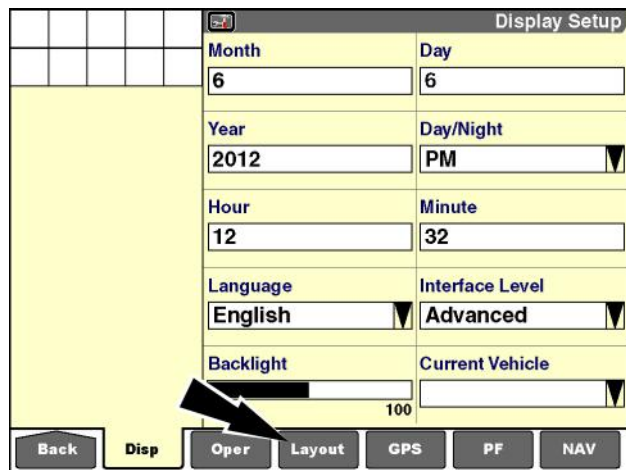 Display Setup
Month Day
6 6
Year Day/Night
2012 PM
Hour Minute
12 32
Language Interface Level
English Advanced
Backlight Current Vehicle
100
Back Disp Oper Layout GPS PF NAV